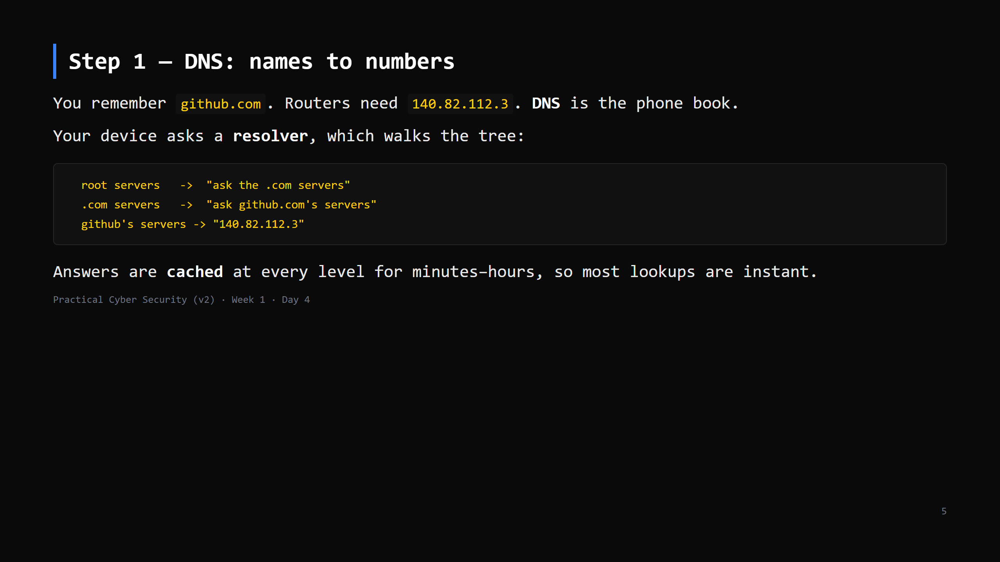 Step 1 — DNS: names to numbers
You remember github.com. Routers need 140.82.112.3. DNS is the phone book.
Your device asks a resolver, which walks the tree:
root servers   ->  "ask the .com servers"
.com servers   ->  "ask github.com's servers"
github's servers -> "140.82.112.3"
Answers are cached at every level for minutes–hours, so most lookups are instant.
Practical Cyber Security (v2) · Week 1 · Day 4
5